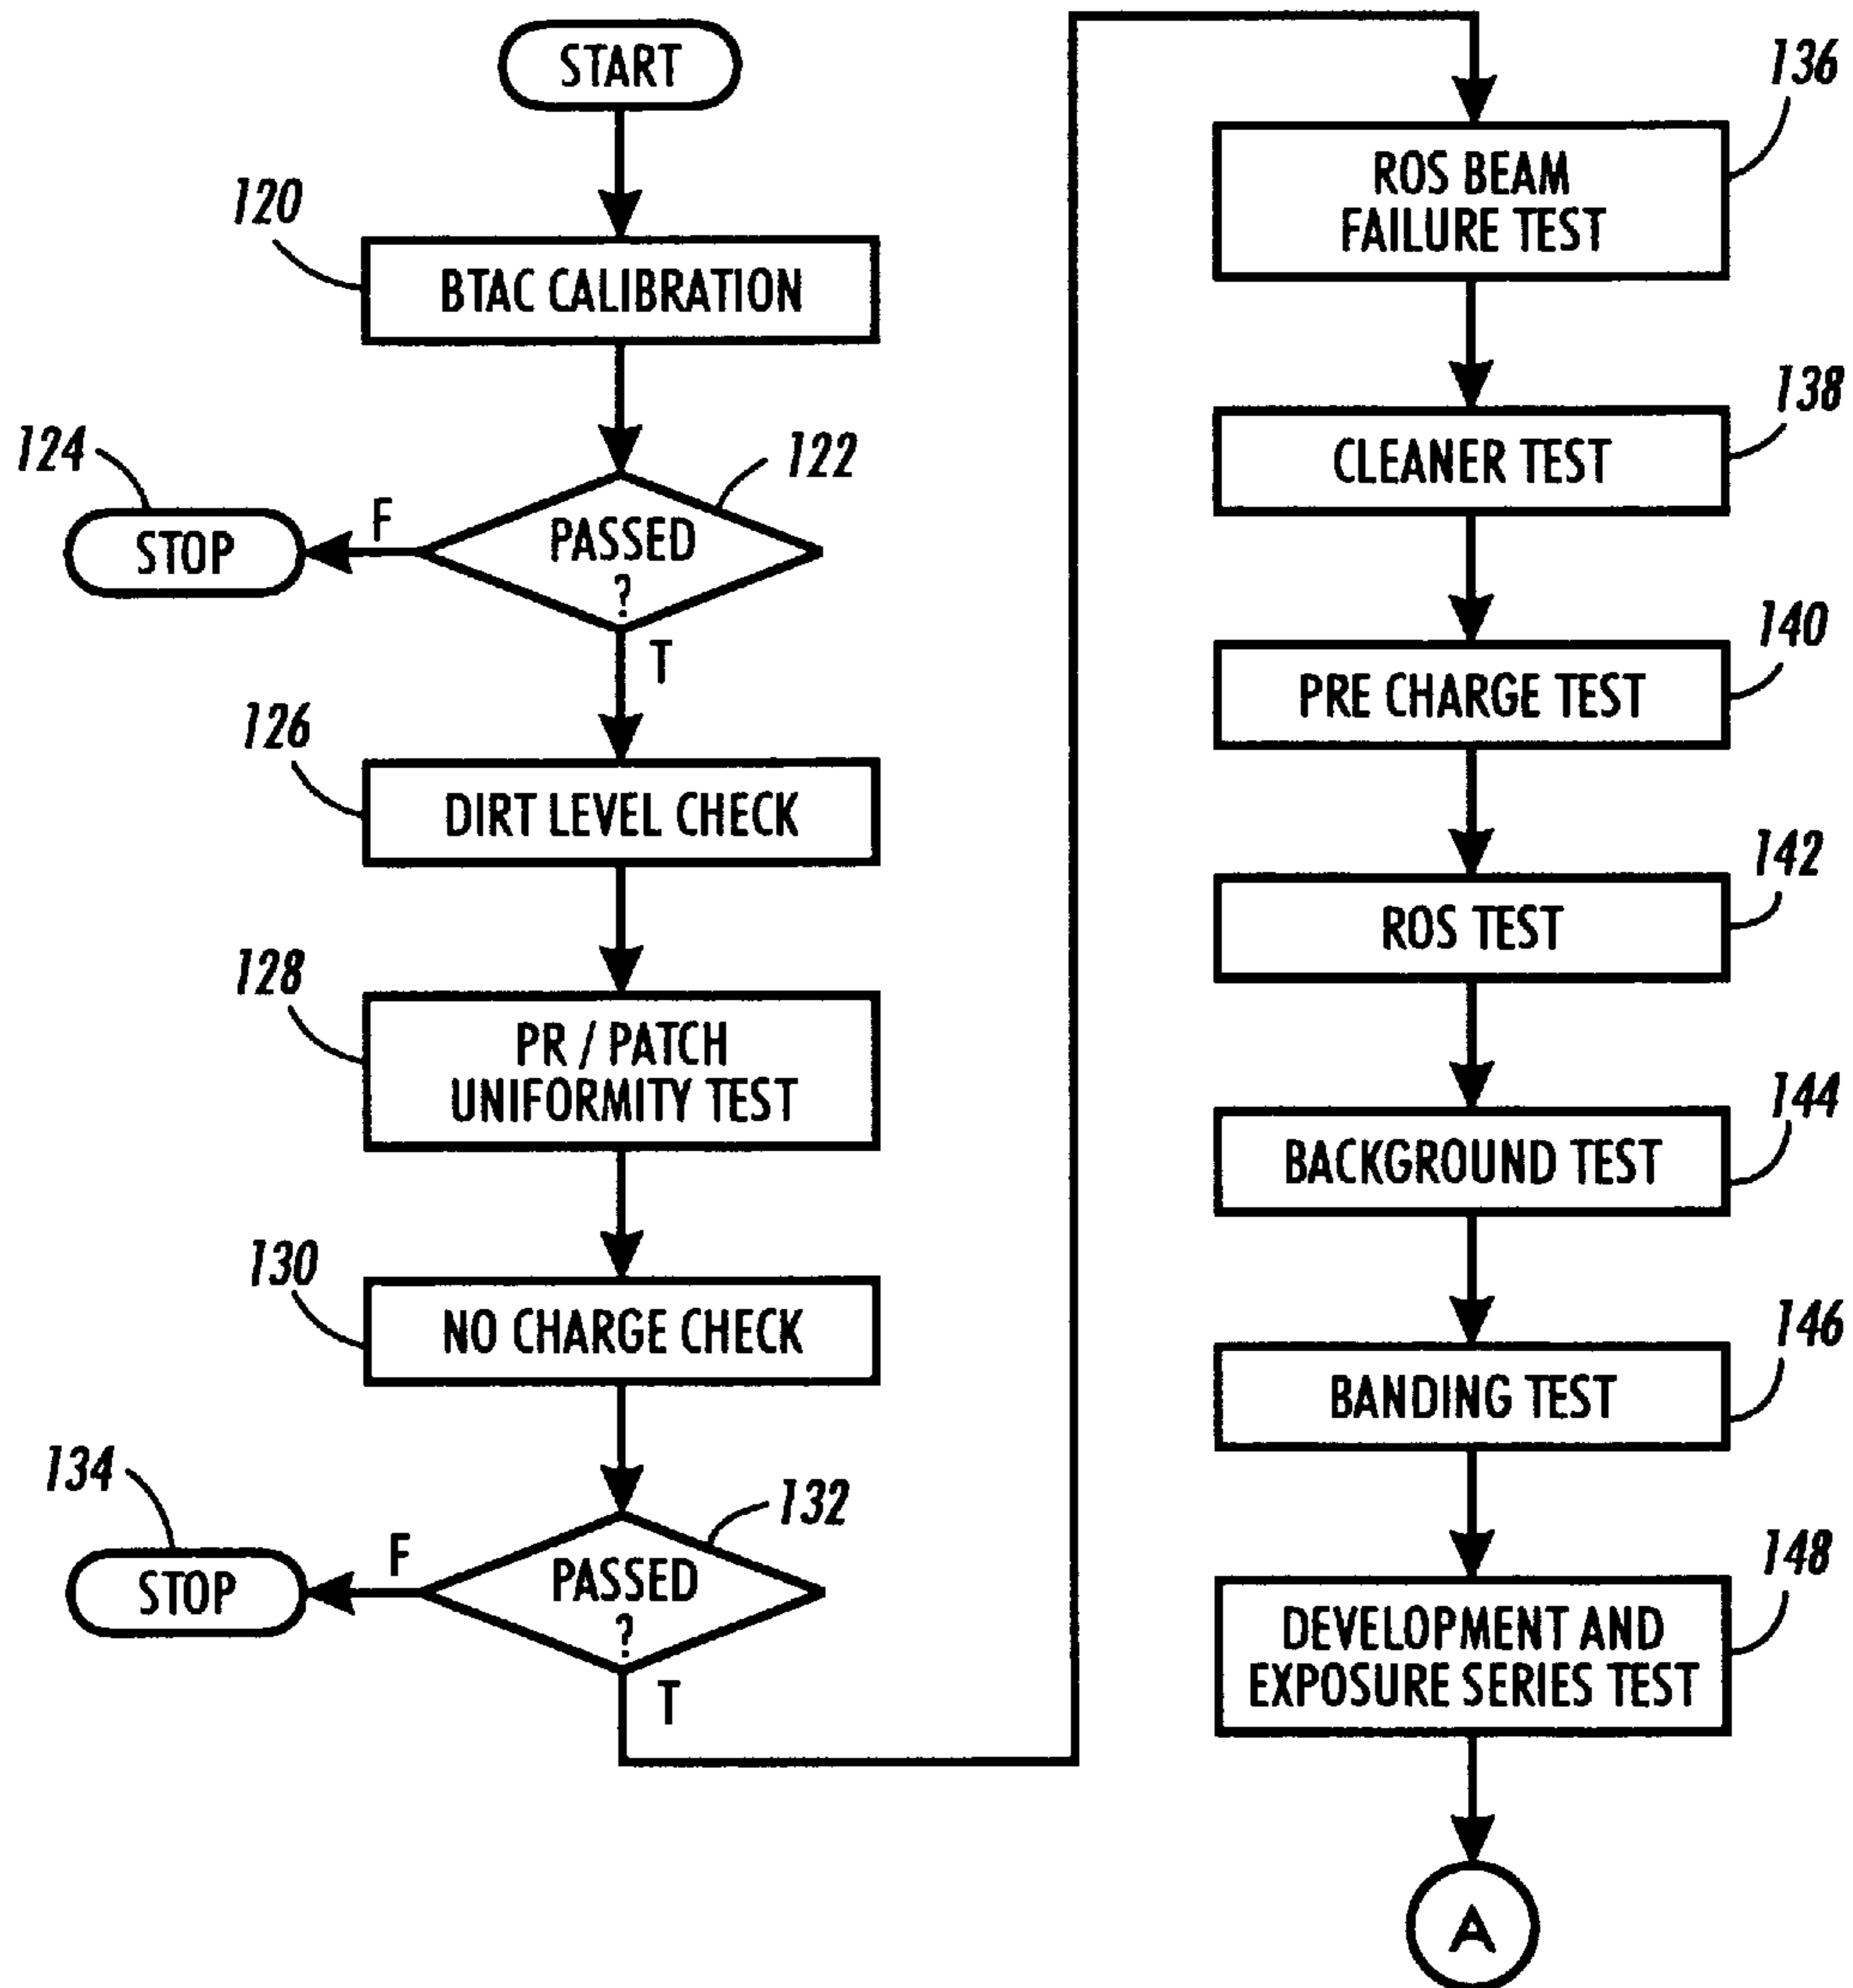 START
120
BTAC CALIBRATION
122
PASSED
?
F
124
STOP
T
126
DIRT LEVEL CHECK
128
PR / PATCH
UNIFORMITY TEST
130
NO CHARGE CHECK
132
PASSED
?
F
134
STOP
T
136
ROS BEAM
FAILURE TEST
138
CLEANER TEST
140
PRE CHARGE TEST
142
ROS TEST
144
BACKGROUND TEST
146
BANDING TEST
148
DEVELOPMENT AND
EXPOSURE SERIES TEST
A